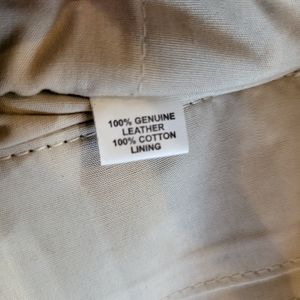 100% GENUINE
LEATHER
100% COTTON
LINING